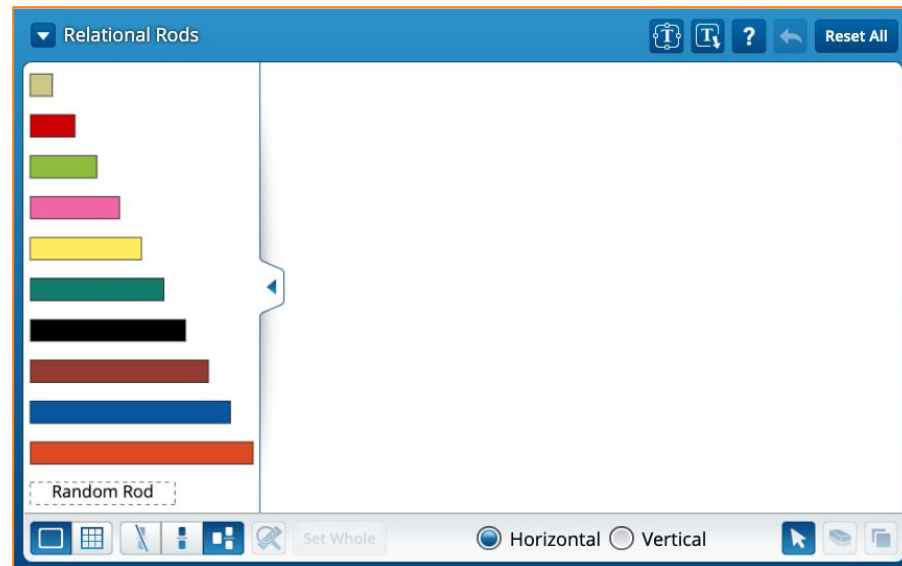 Relational Rods
T
T
?
Reset All
Random Rod
Set Whole
Horizontal
Vertical